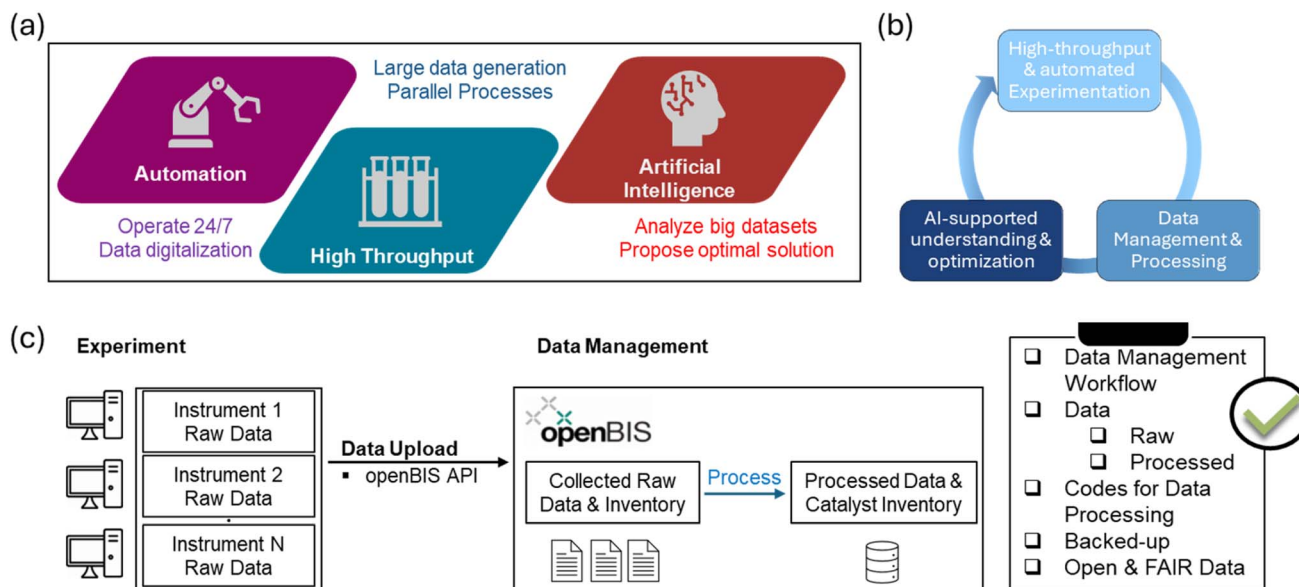 (a)
Large data generation
Parallel Processes
Automation
Artificial
Intelligence
Operate 24/7
Data digitalization
High Throughput
Analyze big datasets
Propose optimal solution
(b)
High-throughput
& automated
Experimentation
AI-supported
understanding &
optimization
Data
Management &
Processing
(c)
Experiment
Instrument 1
Raw Data
Instrument 2
Raw Data
Instrument N
Raw Data
Data Upload
▪ openBIS API
Data Management
openBIS
Collected Raw
Data & Inventory
Process
Processed Data &
Catalyst Inventory
❑ Data Management
Workflow
❑ Data
❑ Raw
❑ Processed
❑ Codes for Data
Processing
❑ Backed-up
❑ Open & FAIR Data